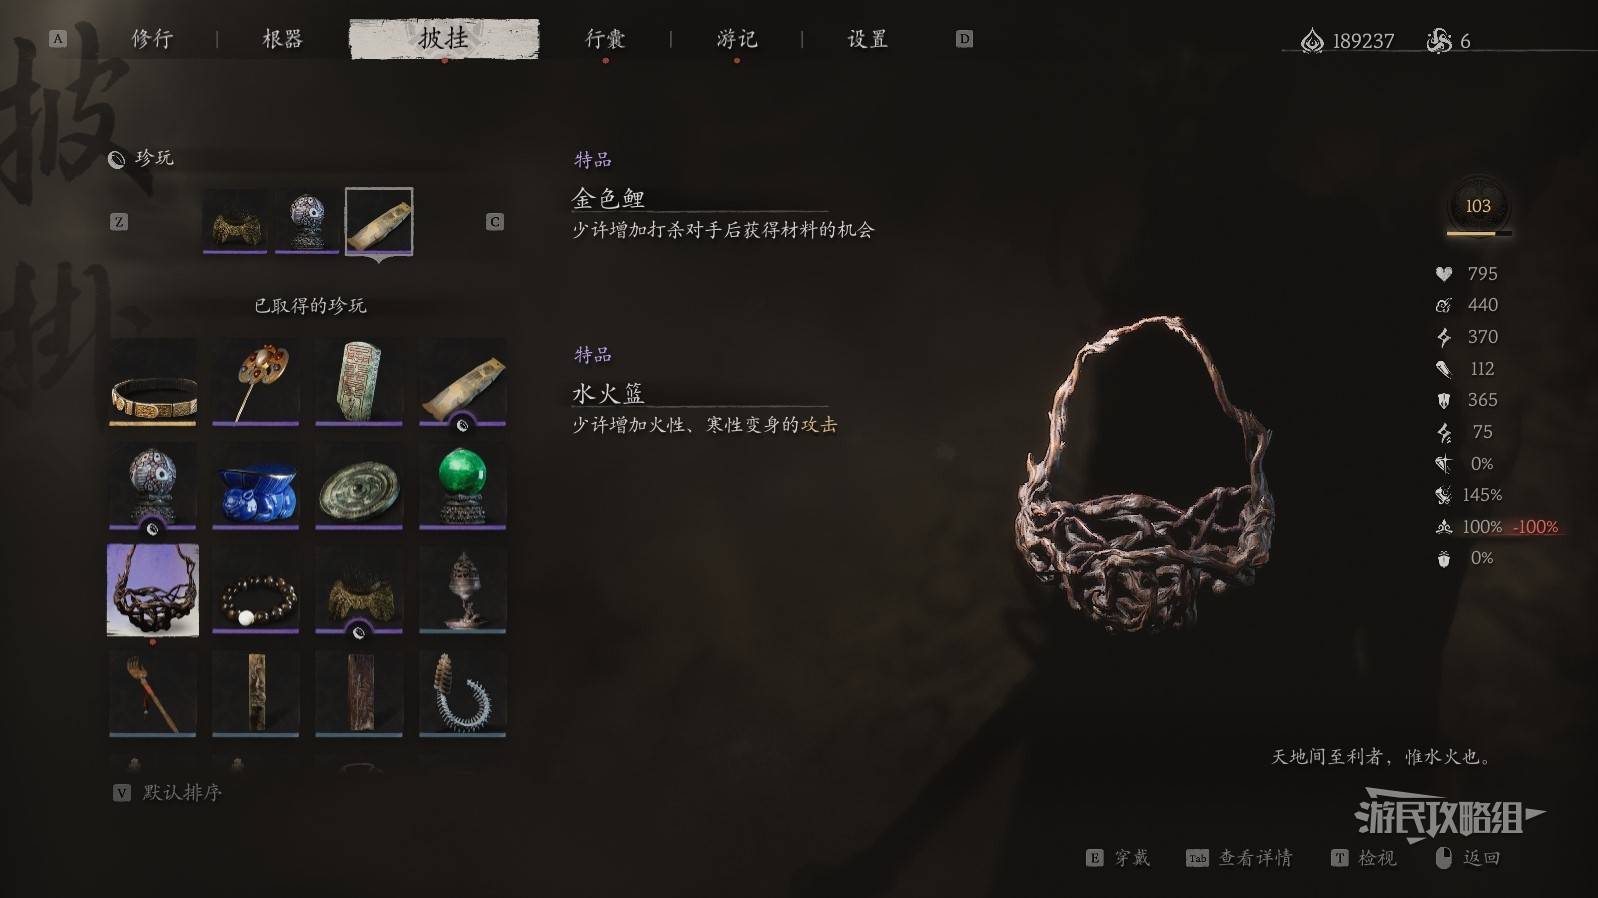 A 修行 | 根器 披挂 行囊 | 游记 | 设置 D
189237 6
披挂
珍玩
Z C
已取得的珍玩
V 默认排序
特品
金色鲤
少许增加打杀对手后获得材料的机会
特品
水火篮
少许增加火性、寒性变身的攻击
103
795
440
370
112
365
75
0%
145%
100% -100%
0%
天地间至利者，惟水火也。
游民攻略组
E 穿戴 Tab 查看详情 T 检视 返回